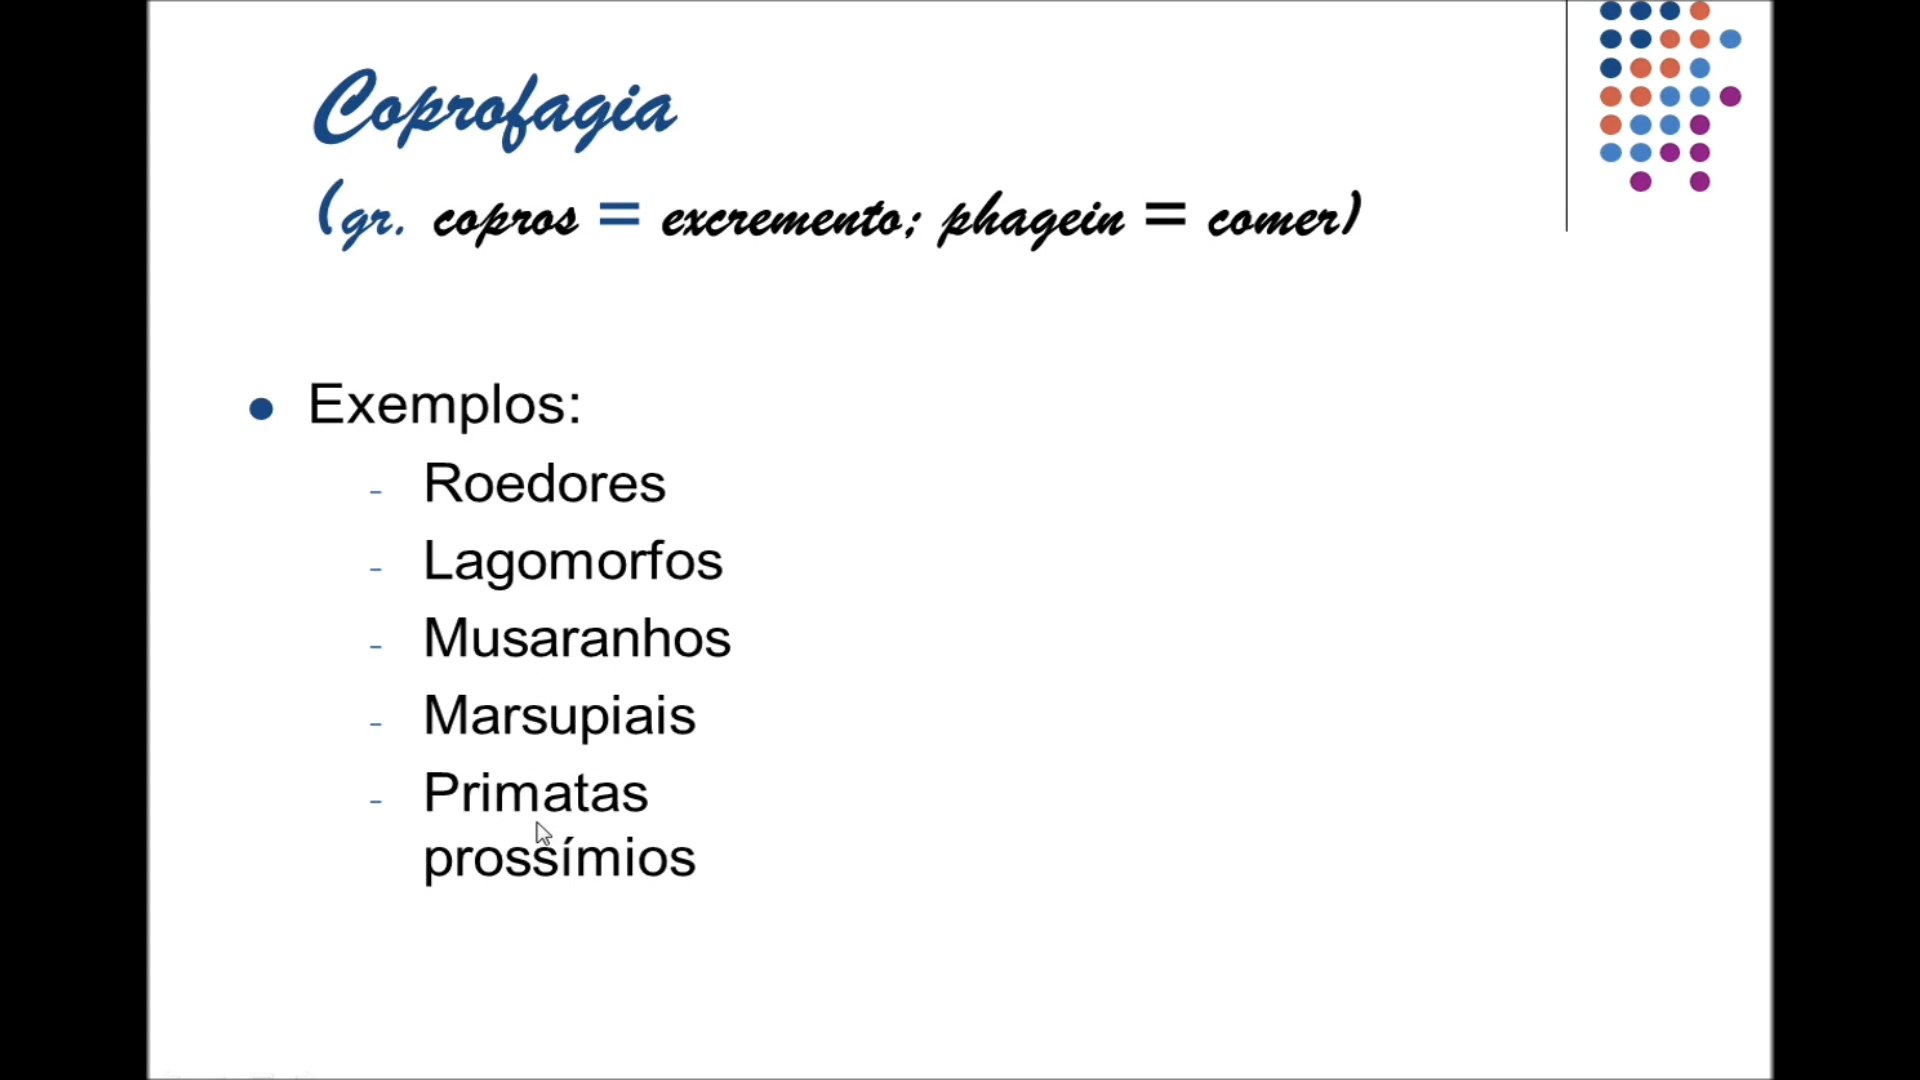 Coprofagia
(gr. copros = excremento; phagein = comer)
Exemplos:
- Roedores
- Lagomorfos
- Musaranhos
- Marsupiais
- Primatas
prossímios